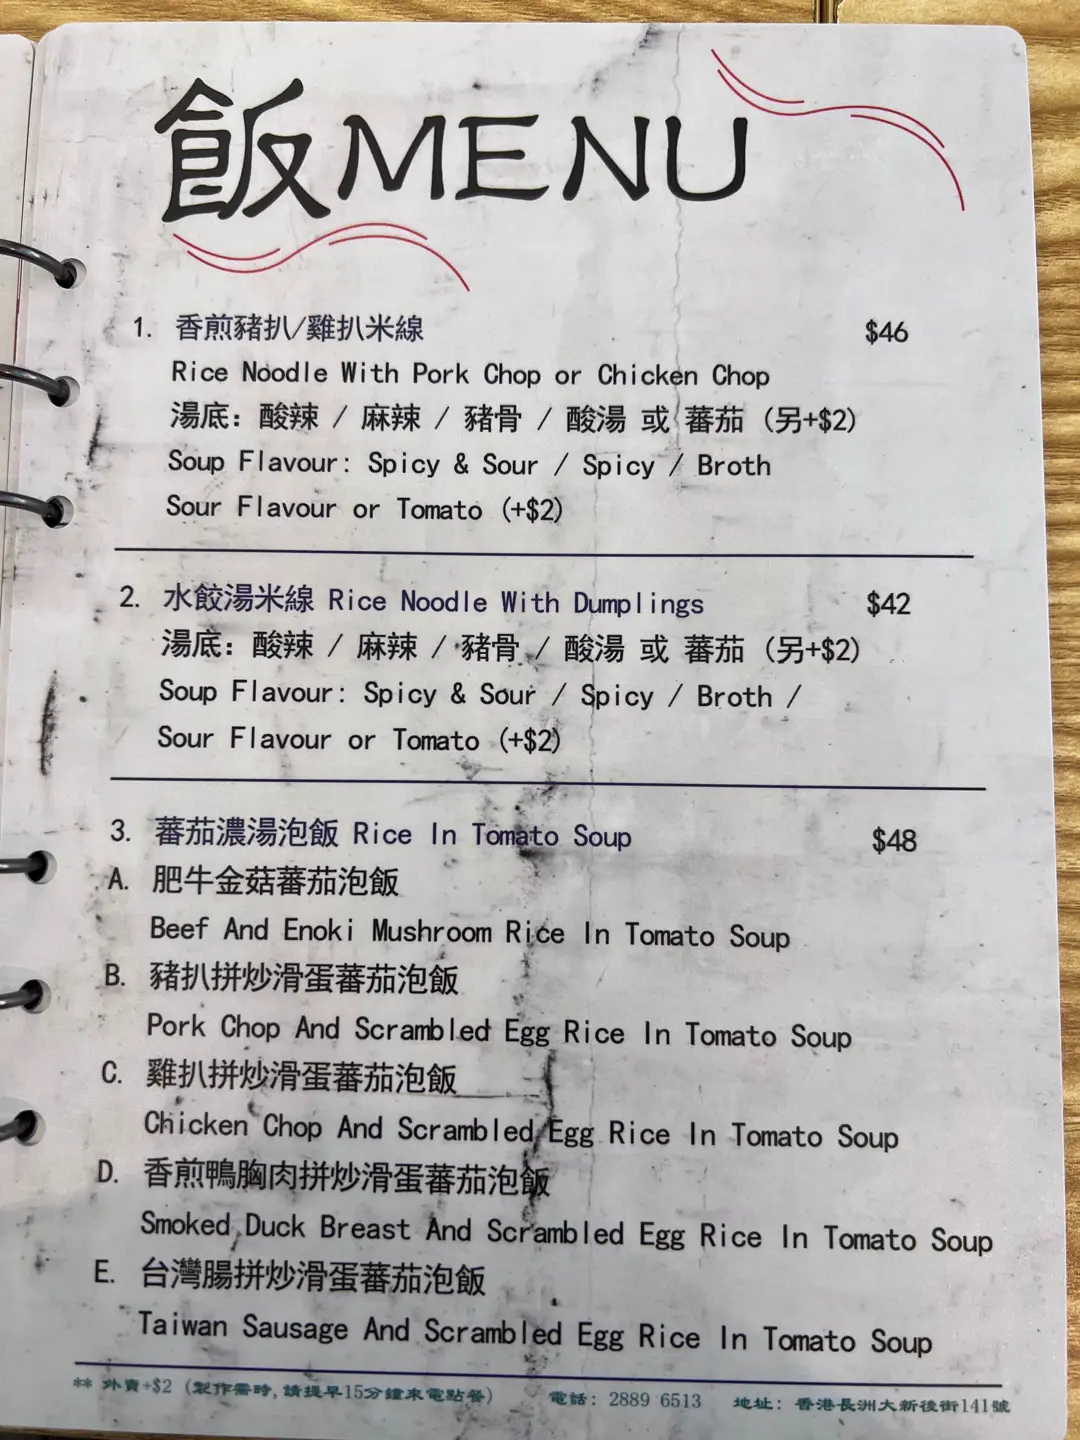 飯MENU
1. 香煎豬扒/雞扒米線 $46
Rice Noodle With Pork Chop or Chicken Chop
湯底: 酸辣 / 麻辣 / 豬骨 / 酸湯 或 蕃茄 (另+$2)
Soup Flavour: Spicy & Sour / Spicy / Broth
Sour Flavour or Tomato (+$2)
2. 水餃湯米線 Rice Noodle With Dumplings $42
湯底: 酸辣 / 麻辣 / 豬骨 / 酸湯 或 蕃茄 (另+$2)
Soup Flavour: Spicy & Sour / Spicy / Broth /
Sour Flavour or Tomato (+$2)
3. 蕃茄濃湯泡飯 Rice In Tomato Soup $48
A. 肥牛金菇蕃茄泡飯
Beef And Enoki Mushroom Rice In Tomato Soup
B. 豬扒拼炒滑蛋蕃茄泡飯
Pork Chop And Scrambled Egg Rice In Tomato Soup
C. 雞扒拼炒滑蛋蕃茄泡飯
Chicken Chop And Scrambled Egg Rice In Tomato Soup
D. 香煎鴨胸肉拼炒滑蛋蕃茄泡飯
Smoked Duck Breast And Scrambled Egg Rice In Tomato Soup
E. 台灣腸拼炒滑蛋蕃茄泡飯
Taiwan Sausage And Scrambled Egg Rice In Tomato Soup
** 外賣+$2 (製作需時,請提早15分鐘來電點餐) 電話: 2889 6513 地址: 香港長洲大新後街141號